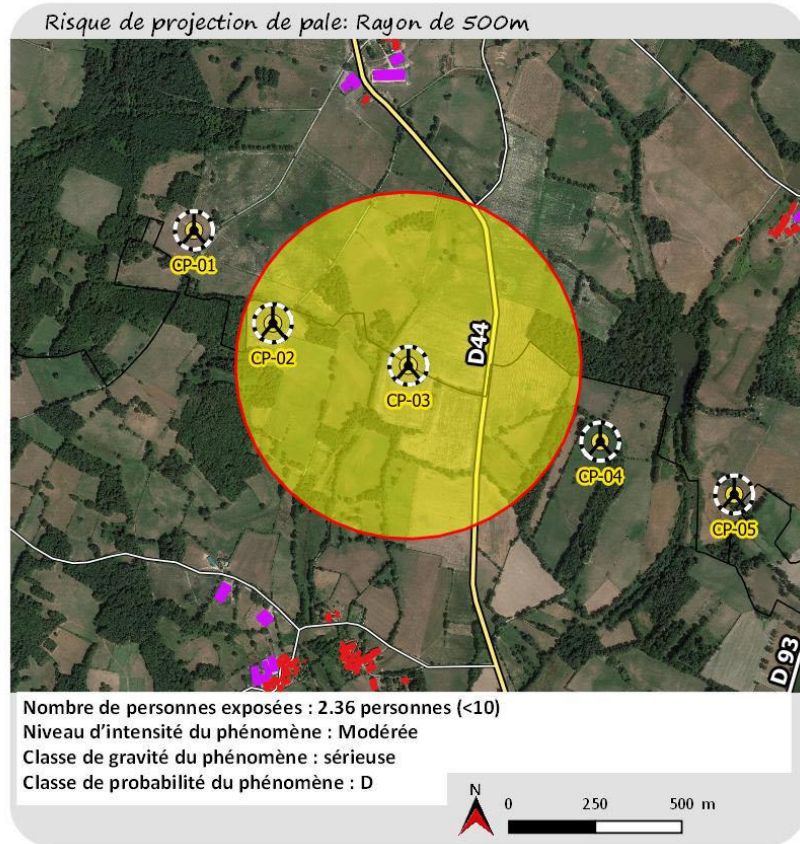 Risque de projection de pale: Rayon de 500m
CP-01
CP-02
D44
CP-03
CP-04
CP-05
D 93
Nombre de personnes exposées : 2.36 personnes (<10)
Niveau d'intensité du phénomène : Modérée
Classe de gravité du phénomène : sérieuse
Classe de probabilité du phénomène : D
N
0 250 500 m